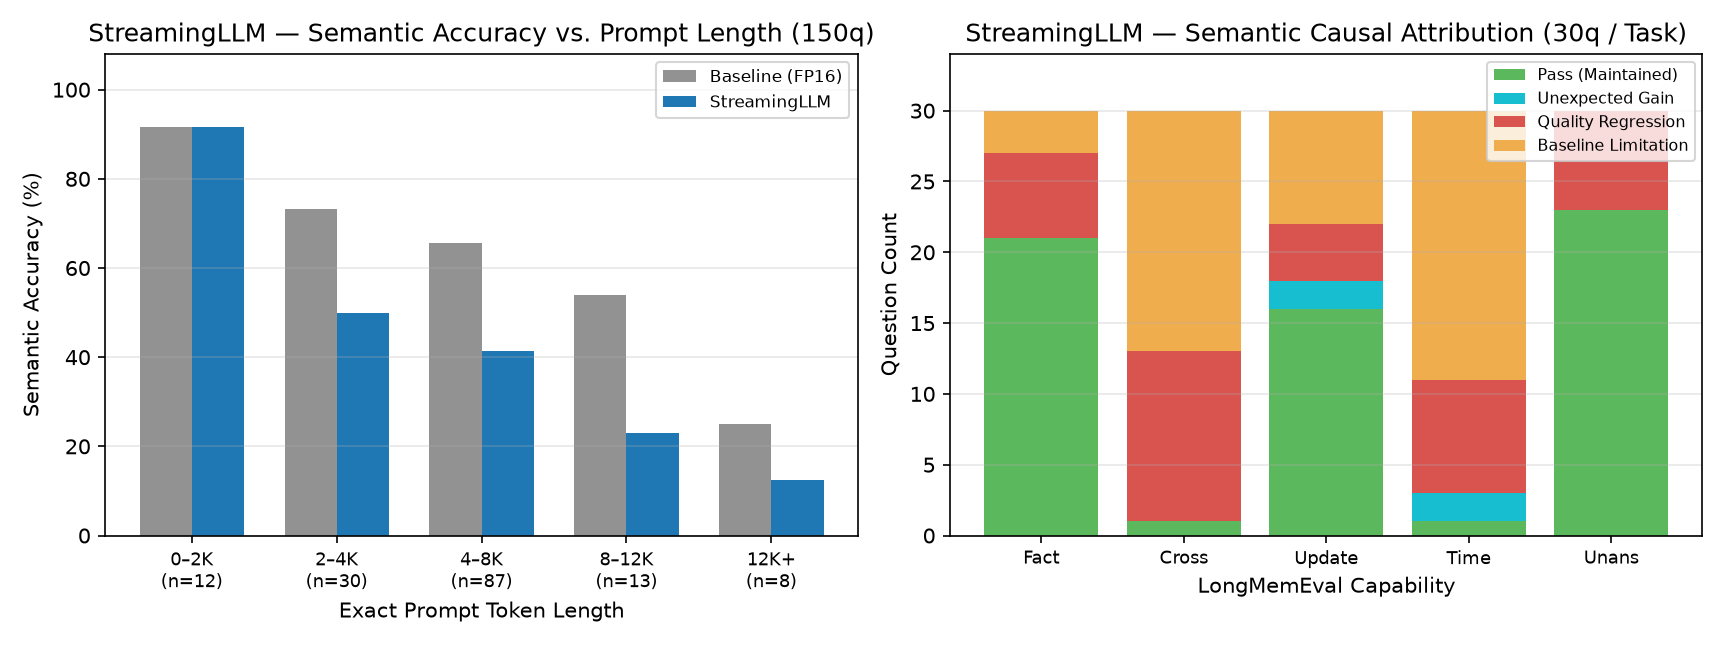 StreamingLLM — Semantic Accuracy vs. Prompt Length (150q)
Baseline (FP16)
StreamingLLM
Semantic Accuracy (%)
100
80
60
40
20
0
0–2K
(n=12)
2–4K
(n=30)
4–8K
(n=87)
8–12K
(n=13)
12K+
(n=8)
Exact Prompt Token Length
StreamingLLM — Semantic Causal Attribution (30q / Task)
Pass (Maintained)
Unexpected Gain
Quality Regression
Baseline Limitation
Question Count
30
25
20
15
10
5
0
Fact
Cross
Update
Time
Unans
LongMemEval Capability